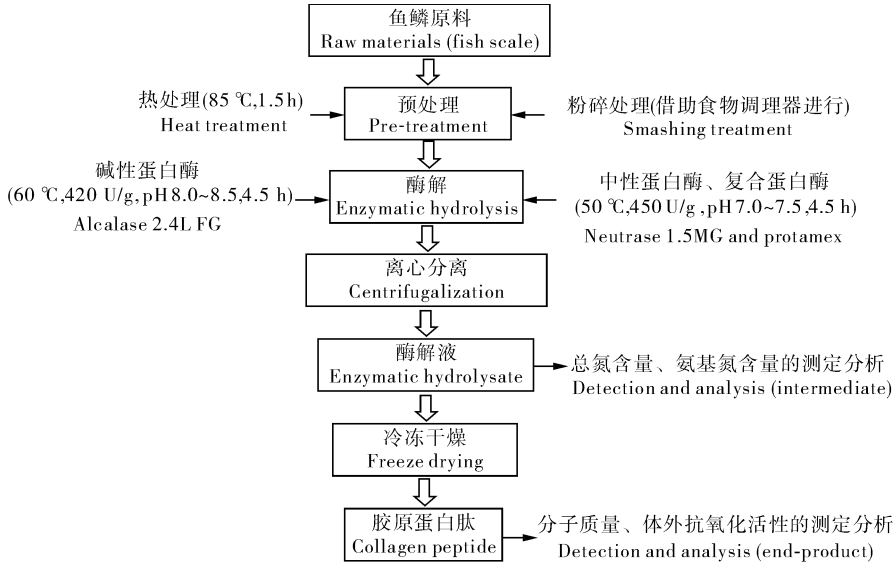 鱼鳞原料
Raw materials (fish scale)
热处理(85 ℃,1.5h)
Heat treatment
预处理
Pre-treatment
粉碎处理(借助食物调理器进行)
Smashing treatment
碱性蛋白酶
(60 ℃,420 U/g,pH 8.0~8.5,4.5 h)
Alcalase 2.4L FG
酶解
Enzymatic hydrolysis
中性蛋白酶、复合蛋白酶
(50 ℃,450 U/g ,pH 7.0~7.5,4.5 h)
Neutrase 1.5MG and protamex
离心分离
Centrifugalization
酶解液
Enzymatic hydrolysate
总氮含量、氨基氮含量的测定分析
Detection and analysis (intermediate)
冷冻干燥
Freeze drying
胶原蛋白肽
Collagen peptide
分子质量、体外抗氧化活性的测定分析
Detection and analysis (end-product)